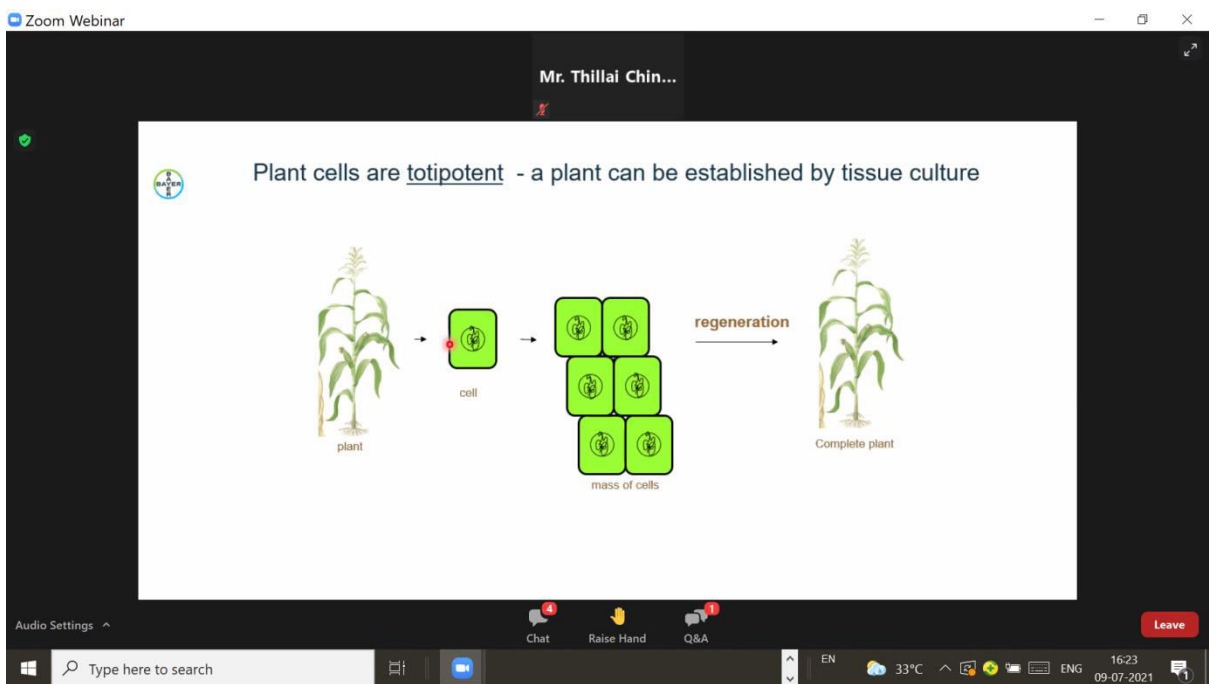 Zoom Webinar
Mr. Thillai Chin...
BAYER
BAYER
Plant cells are totipotent - a plant can be established by tissue culture
regeneration
cell
plant
Complete plant
mass of cells
Audio Settings
4
Chat
Raise Hand
1
Q&A
Leave
Type here to search
EN
33°C
ENG
16:23
09-07-2021
1